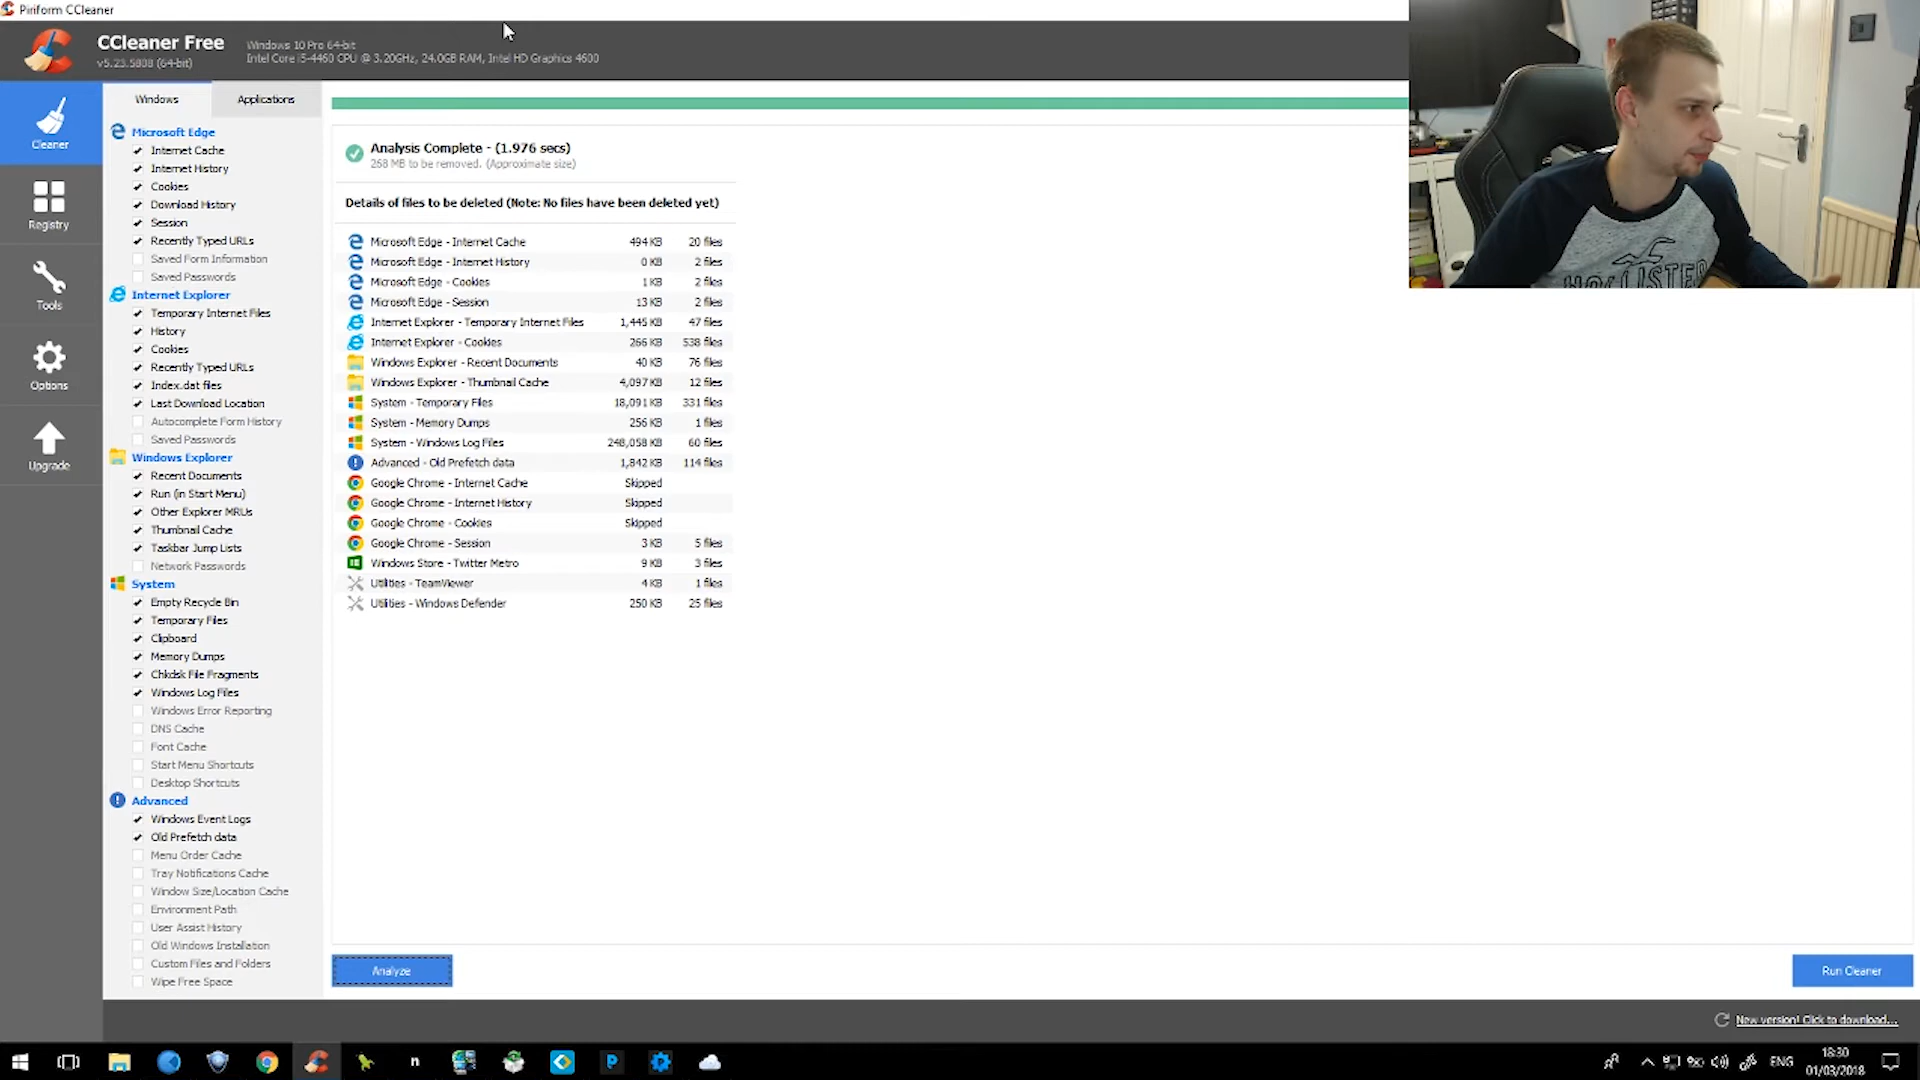 Piriform CCleaner
CCleaner Free
v5.23.5808 (64-bit)
Windows 10 Pro 64-bit
Intel Core i5-4460 CPU @ 3.20GHz, 24.0GB RAM, Intel HD Graphics 4600
Cleaner
Registry
Tools
Options
Upgrade
Windows
Applications
Microsoft Edge
Internet Cache
Internet History
Cookies
Download History
Session
Recently Typed URLs
Saved Form Information
Saved Passwords
Internet Explorer
Temporary Internet Files
History
Cookies
Recently Typed URLs
Index.dat files
Last Download Location
Autocomplete Form History
Saved Passwords
Windows Explorer
Recent Documents
Run (in Start Menu)
Other Explorer MRUs
Thumbnail Cache
Taskbar Jump Lists
Network Passwords
System
Empty Recycle Bin
Temporary Files
Clipboard
Memory Dumps
Chkdsk File Fragments
Windows Log Files
Windows Error Reporting
DNS Cache
Font Cache
Start Menu Shortcuts
Desktop Shortcuts
Advanced
Windows Event Logs
Old Prefetch data
Menu Order Cache
Tray Notifications Cache
Window Size/Location Cache
Environment Path
User Assist History
Old Windows Installation
Custom Files and Folders
Wipe Free Space
Analysis Complete - (1.976 secs)
268 MB to be removed. (Approximate size)
Details of files to be deleted (Note: No files have been deleted yet)
Microsoft Edge - Internet Cache 494 KB 20 files
Microsoft Edge - Internet History 0 KB 2 files
Microsoft Edge - Cookies 1 KB 2 files
Microsoft Edge - Session 13 KB 2 files
Internet Explorer - Temporary Internet Files 1,445 KB 47 files
Internet Explorer - Cookies 266 KB 538 files
Windows Explorer - Recent Documents 40 KB 76 files
Windows Explorer - Thumbnail Cache 4,097 KB 12 files
System - Temporary Files 18,091 KB 331 files
System - Memory Dumps 256 KB 1 files
System - Windows Log Files 248,058 KB 60 files
Advanced - Old Prefetch data 1,842 KB 114 files
Google Chrome - Internet Cache Skipped
Google Chrome - Internet History Skipped
Google Chrome - Cookies Skipped
Google Chrome - Session 3 KB 5 files
Windows Store - Twitter Metro 9 KB 3 files
Utilities - TeamViewer 4 KB 1 files
Utilities - Windows Defender 250 KB 25 files
Analyze
Run Cleaner
New version! Click to download...
HOLLISTER
n
P
ENG
18:30
01/03/2018